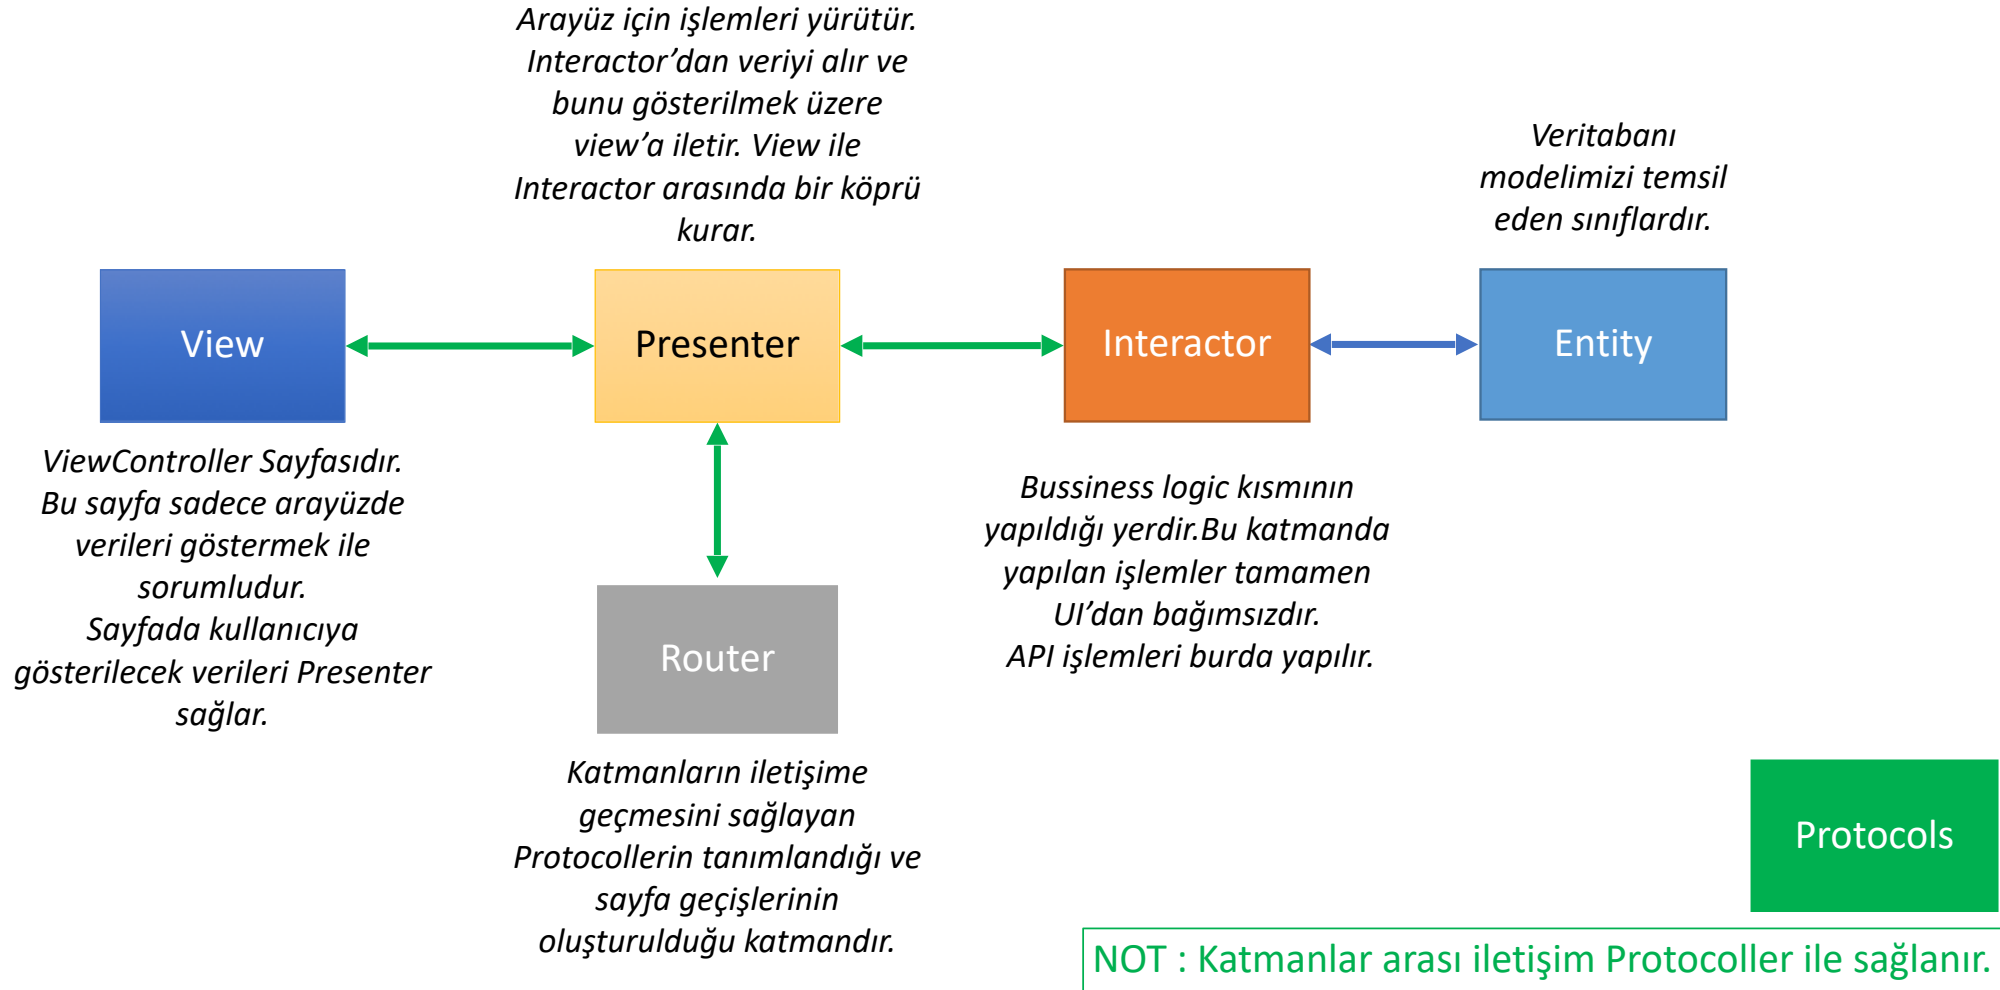 Arayüz için işlemleri yürütür.
Interactor’dan veriyi alır ve
bunu gösterilmek üzere
view’a iletir. View ile
Interactor arasında bir köprü
kurar.
Veritabanı
modelimizi temsil
eden sınıflardır.
View
Presenter
Interactor
Entity
ViewController Sayfasıdır.
Bu sayfa sadece arayüzde
verileri göstermek ile
sorumludur.
Sayfada kullanıcıya
gösterilecek verileri Presenter
sağlar.
Bussiness logic kısmının
yapıldığı yerdir.Bu katmanda
yapılan işlemler tamamen
UI’dan bağımsızdır.
API işlemleri burda yapılır.
Router
Katmanların iletişime
geçmesini sağlayan
Protocollerin tanımlandığı ve
sayfa geçişlerinin
oluşturulduğu katmandır.
Protocols
NOT : Katmanlar arası iletişim Protocoller ile sağlanır.